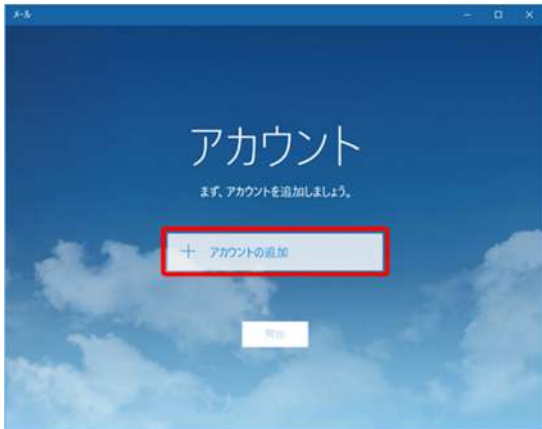 メール
アカウント
まず、アカウントを追加しましょう。
アカウントの追加
開始